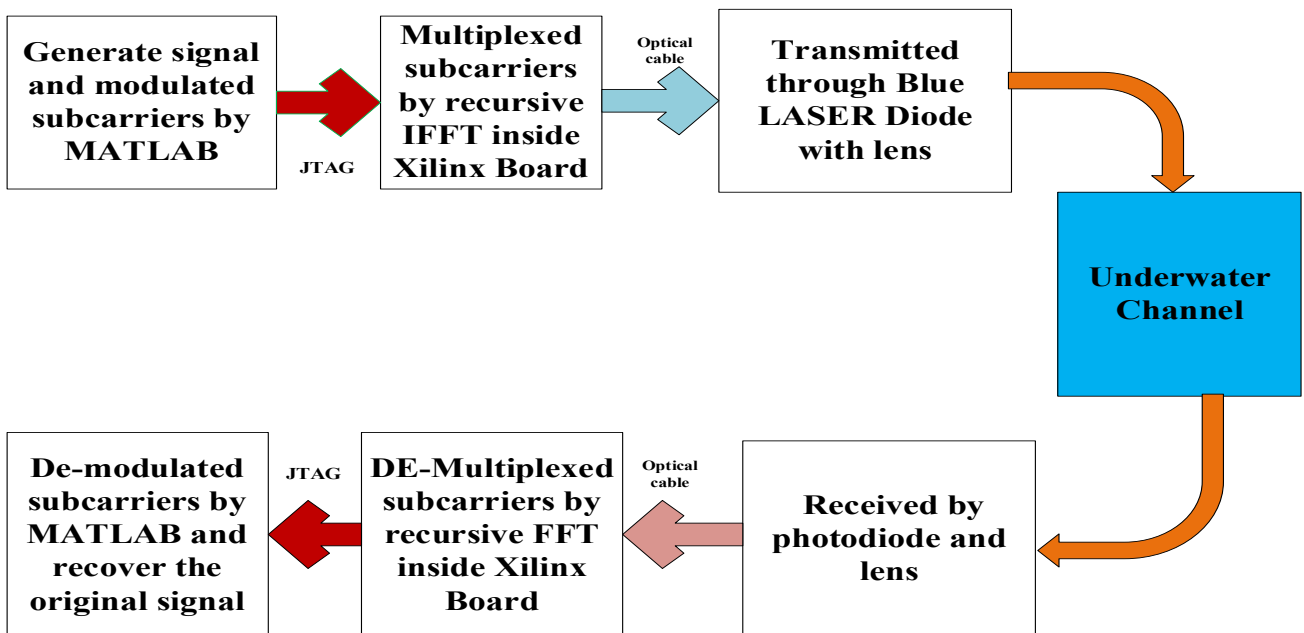 Generate signal
and modulated
subcarriers by
MATLAB
JTAG
Multiplexed
subcarriers
by recursive
IFFT inside
Xilinx Board
Optical
cable
Transmitted
through Blue
LASER Diode
with lens
Underwater
Channel
Received by
photodiode and
lens
Optical
cable
DE-Multiplexed
subcarriers by
recursive FFT
inside Xilinx
Board
JTAG
De-modulated
subcarriers by
MATLAB and
recover the
original signal